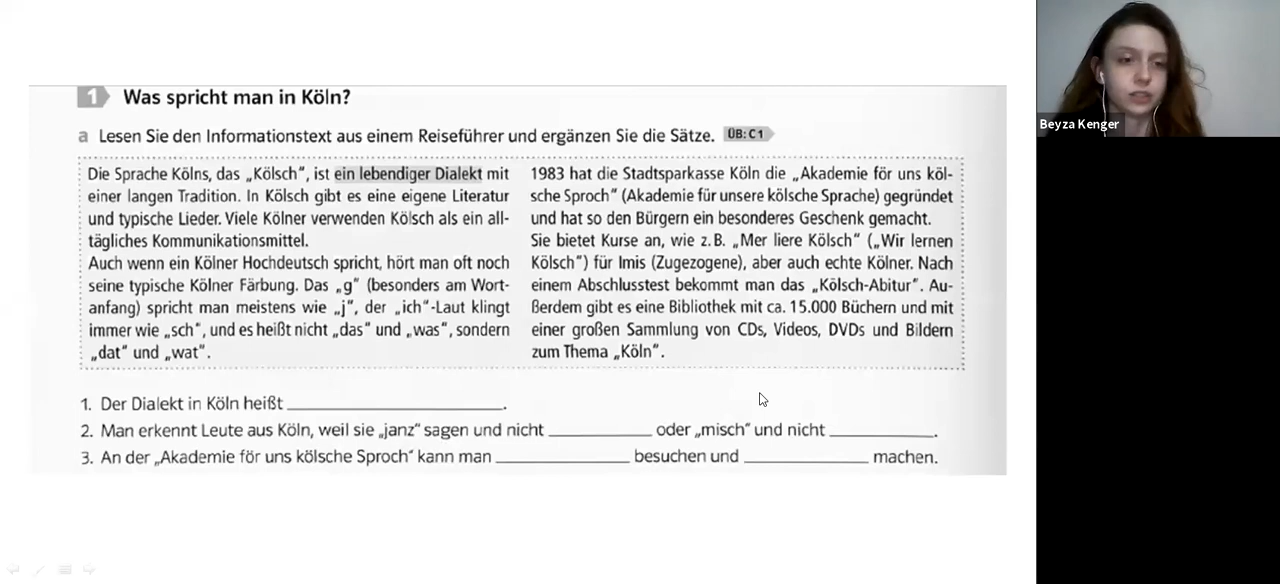 1 Was spricht man in Köln?
a Lesen Sie den Informationstext aus einem Reiseführer und ergänzen Sie die Sätze. ÜB: C1
Die Sprache Kölns, das „Kölsch“, ist ein lebendiger Dialekt mit
einer langen Tradition. In Kölsch gibt es eine eigene Literatur
und typische Lieder. Viele Kölner verwenden Kölsch als ein all-
tägliches Kommunikationsmittel.
Auch wenn ein Kölner Hochdeutsch spricht, hört man oft noch
seine typische Kölner Färbung. Das „g“ (besonders am Wort-
anfang) spricht man meistens wie „j“, der „ich“-Laut klingt
immer wie „sch“, und es heißt nicht „das“ und „was“, sondern
„dat“ und „wat“.
1983 hat die Stadtsparkasse Köln die „Akademie för uns köl-
sche Sproch“ (Akademie für unsere kölsche Sprache) gegründet
und hat so den Bürgern ein besonderes Geschenk gemacht.
Sie bietet Kurse an, wie z. B. „Mer liere Kölsch“ („Wir lernen
Kölsch“) für Imis (Zugezogene), aber auch echte Kölner. Nach
einem Abschlusstest bekommt man das „Kölsch-Abitur“. Au-
ßerdem gibt es eine Bibliothek mit ca. 15.000 Büchern und mit
einer großen Sammlung von CDs, Videos, DVDs und Bildern
zum Thema „Köln“.
1. Der Dialekt in Köln heißt ____________________.
2. Man erkennt Leute aus Köln, weil sie „janz“ sagen und nicht __________ oder „misch“ und nicht __________.
3. An der „Akademie för uns kölsche Sproch“ kann man ____________ besuchen und ____________ machen.
Beyza Kenger